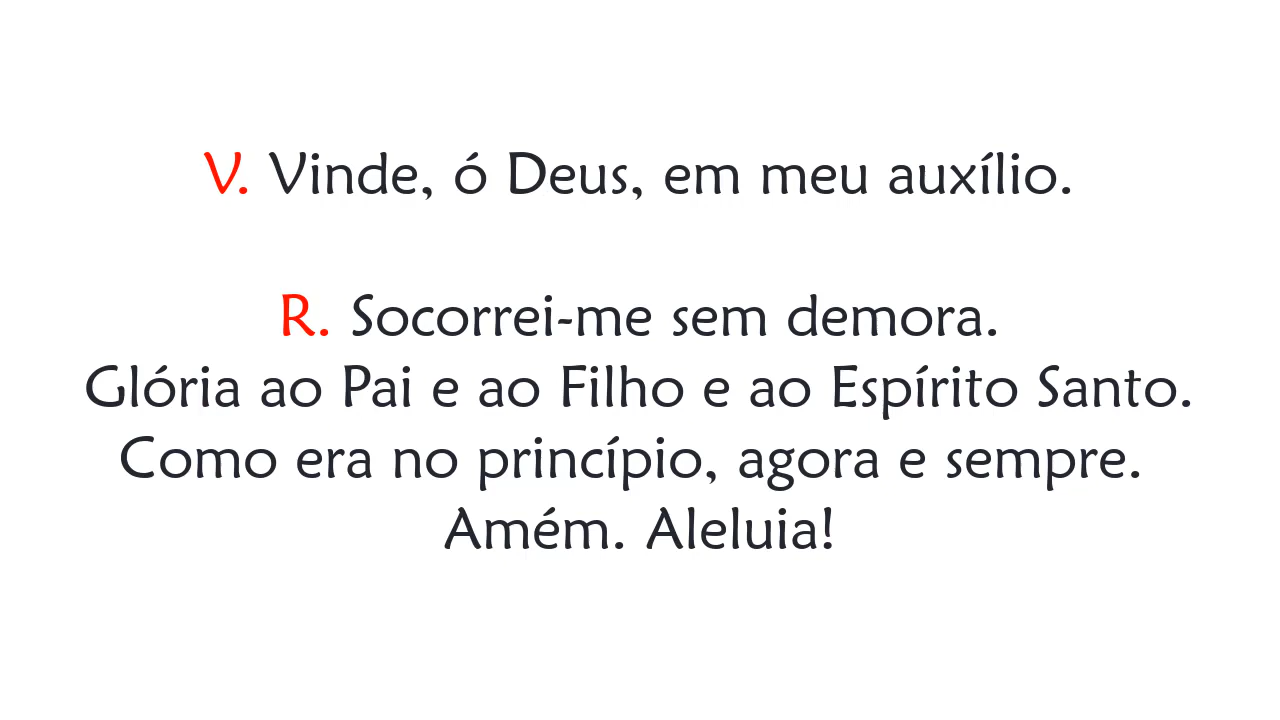 V. Vinde, ó Deus, em meu auxílio.
R. Socorrei-me sem demora.
Glória ao Pai e ao Filho e ao Espírito Santo.
Como era no princípio, agora e sempre.
Amém. Aleluia!